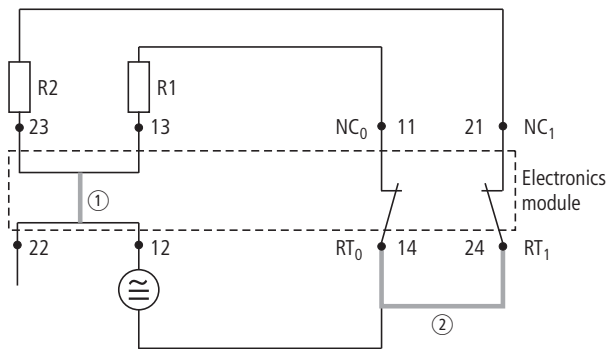 R2
R1
23
13
NC0
11
21
NC1
①
Electronics
module
22
12
RT0
14
24
RT1
②